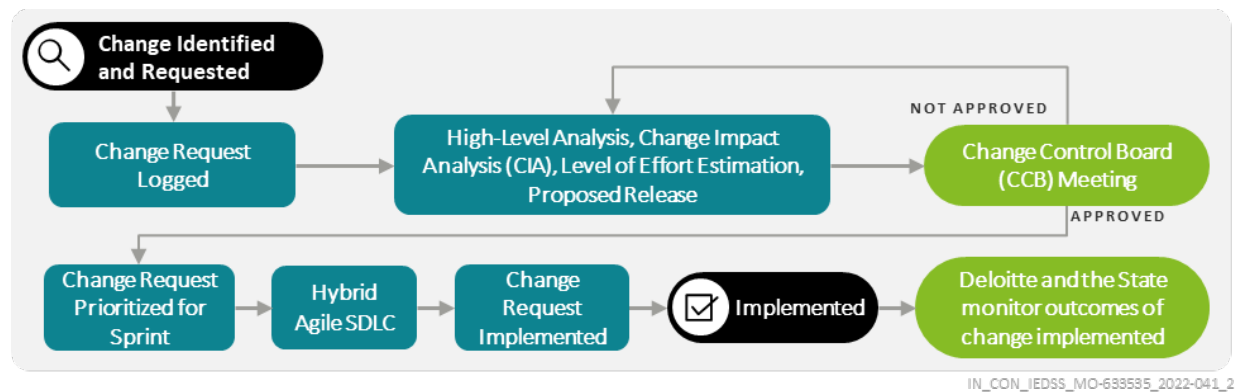 Change Identified
and Requested
Change Request
Logged
High-Level Analysis, Change Impact
Analysis (CIA), Level of Effort Estimation,
Proposed Release
NOT APPROVED
Change Control Board
(CCB) Meeting
APPROVED
Change Request
Prioritized for
Sprint
Hybrid
Agile SDLC
Change
Request
Implemented
Implemented
Deloitte and the State
monitor outcomes of
change implemented
IN_CON_IEDSS_MO-633535_2022-041_2